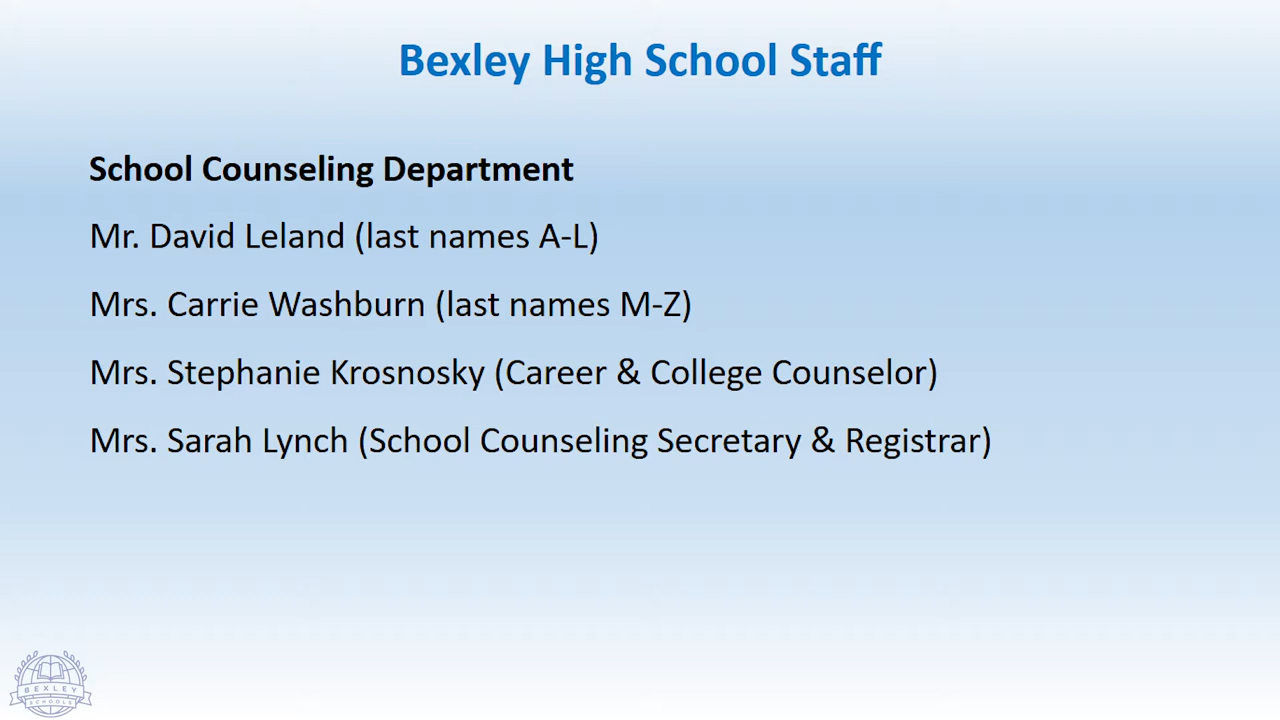 Bexley High School Staff
School Counseling Department
Mr. David Leland (last names A-L)
Mrs. Carrie Washburn (last names M-Z)
Mrs. Stephanie Krosnosky (Career & College Counselor)
Mrs. Sarah Lynch (School Counseling Secretary & Registrar)
BEXLEY
SCHOOLS